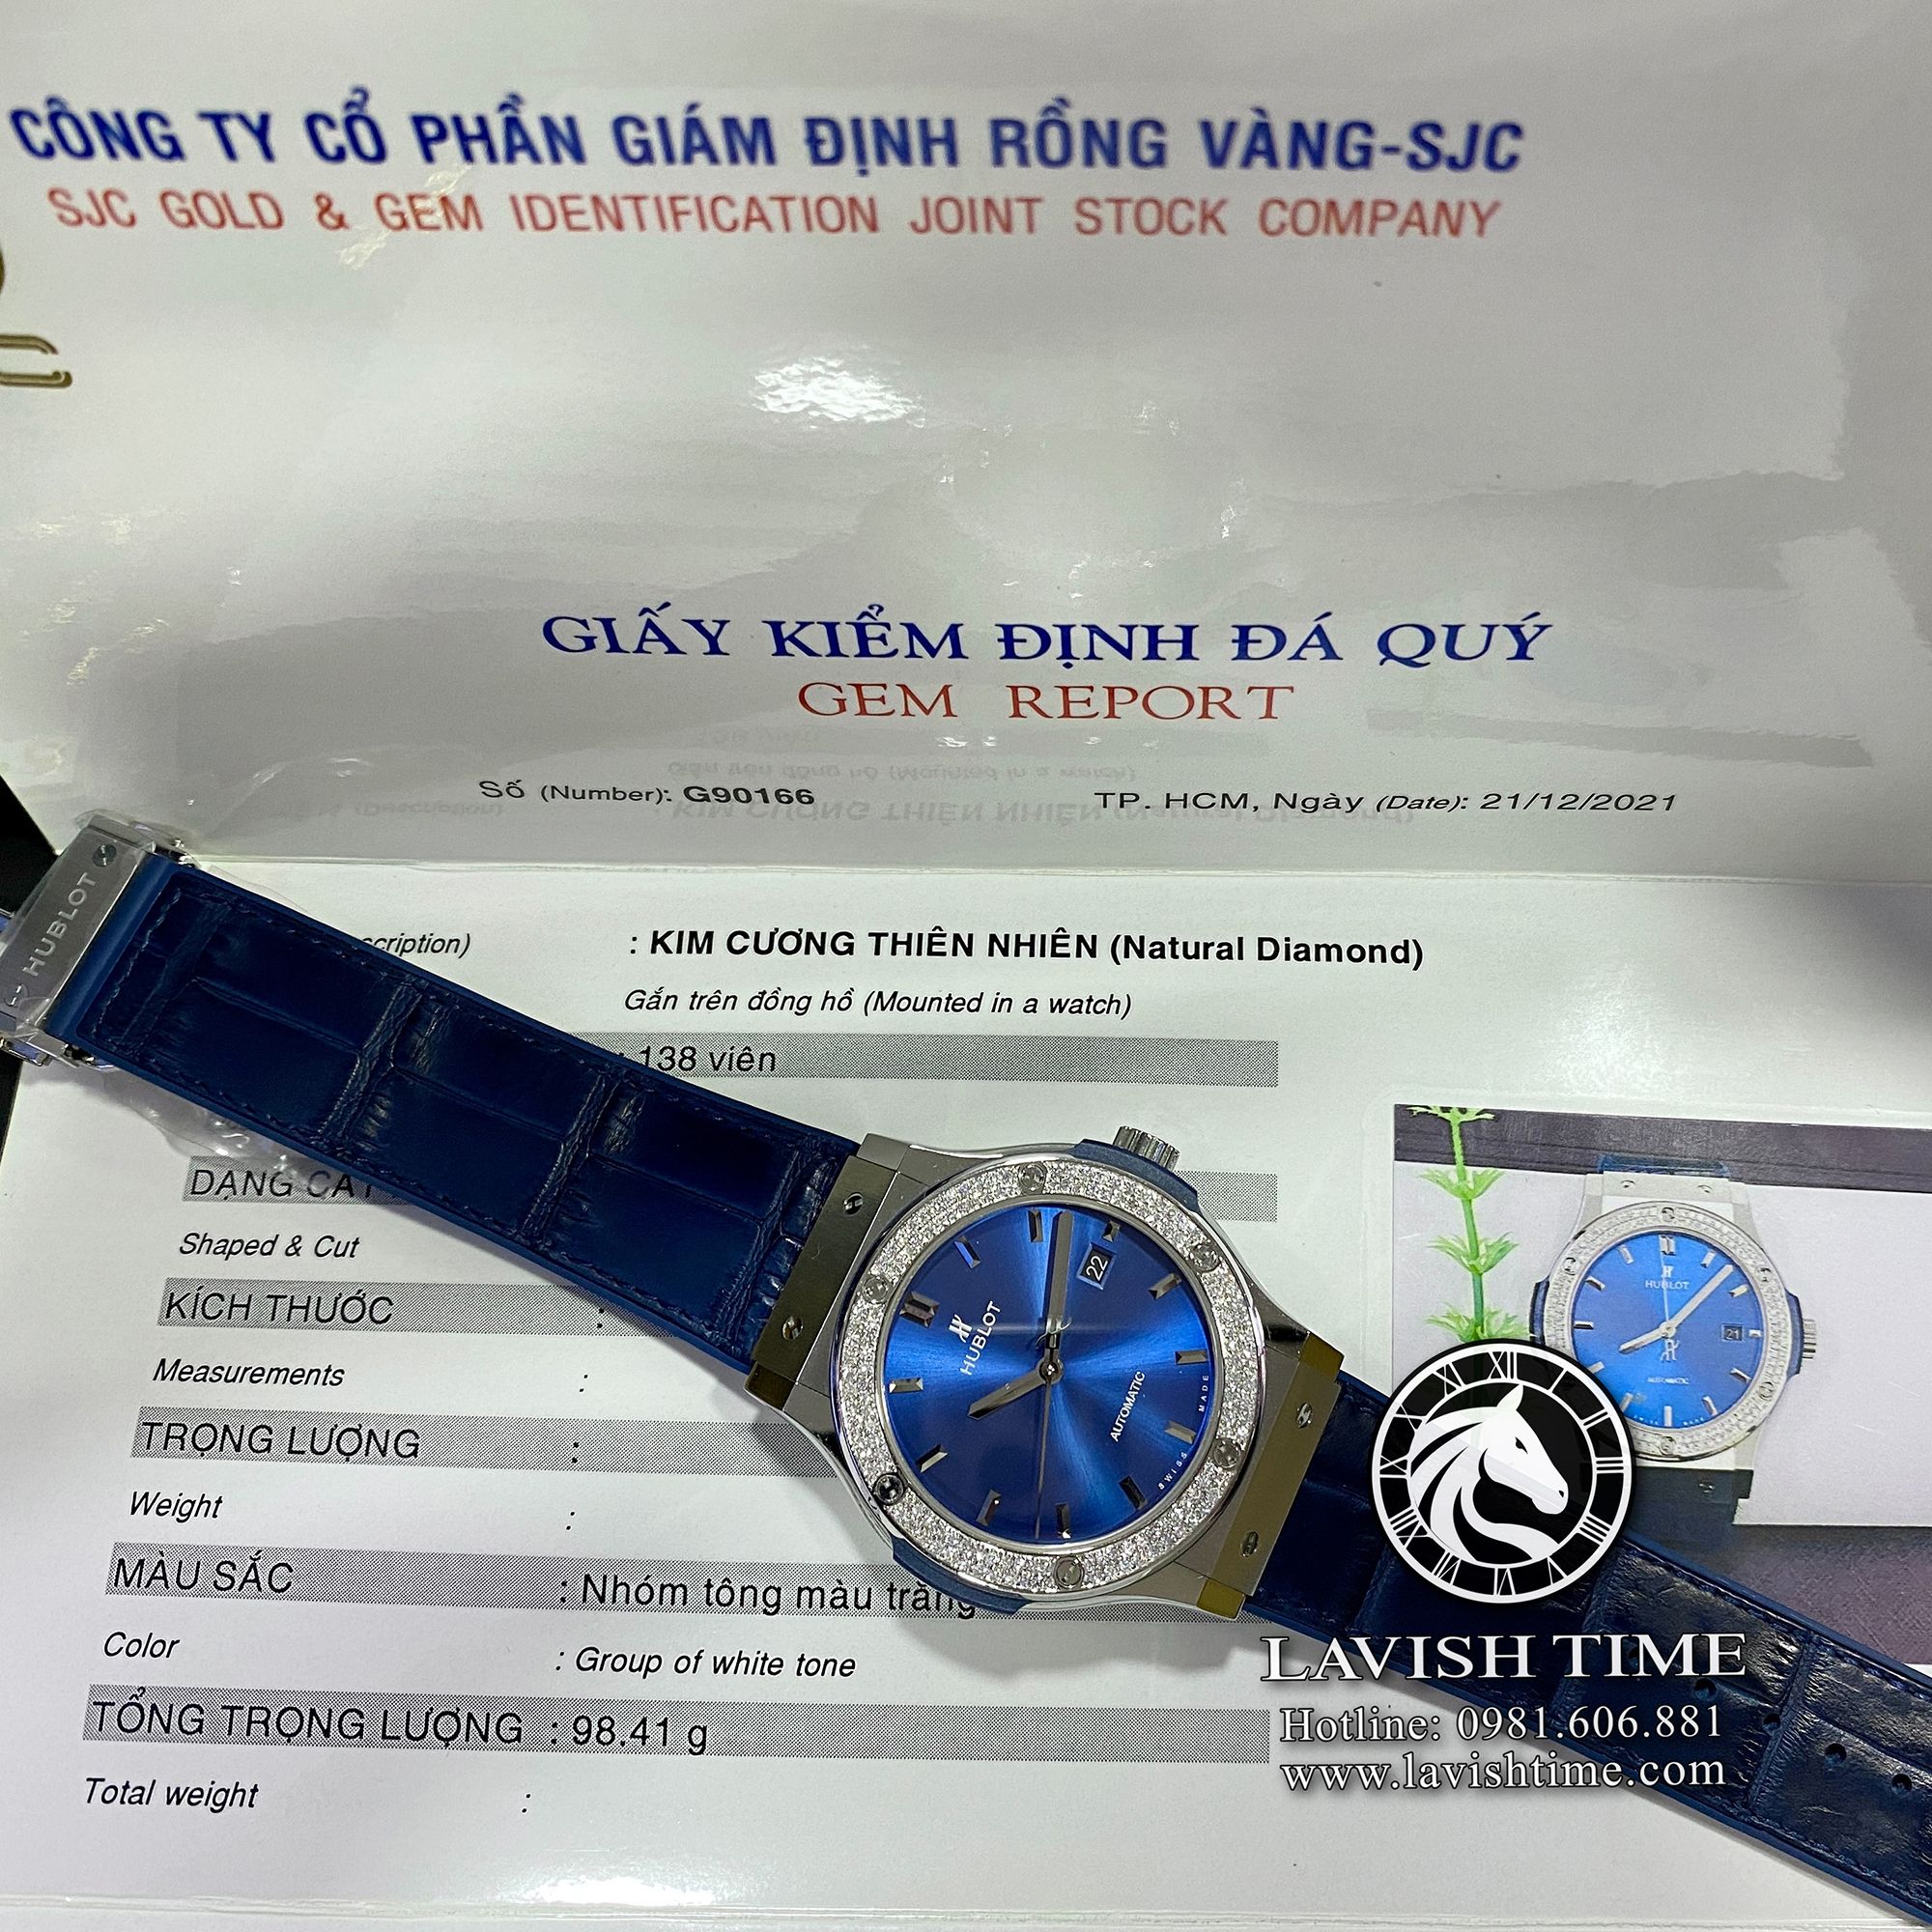 CÔNG TY CỔ PHẦN GIÁM ĐỊNH RỒNG VÀNG-SJC
SJC GOLD & GEM IDENTIFICATION JOINT STOCK COMPANY
GIẤY KIỂM ĐỊNH ĐÁ QUÝ
GEM REPORT
Số (Number): G90166
TP. HCM, Ngày (Date): 21/12/2021
cription) : KIM CƯƠNG THIÊN NHIÊN (Natural Diamond)
Gắn trên đồng hồ (Mounted in a watch)
: 138 viên
DẠNG CẮT
Shaped & Cut
KÍCH THƯỚC :
Measurements :
TRỌNG LƯỢNG :
Weight :
MÀU SẮC : Nhóm tông màu trắng
Color : Group of white tone
TỔNG TRỌNG LƯỢNG : 98.41 g
Total weight :
HUBLOT
22
HUBLOT
AUTOMATIC
SWISS MADE
HUBLOT
21
AUTOMATIC
LAVISH TIME
Hotline: 0981.606.881
www.lavishtime.com